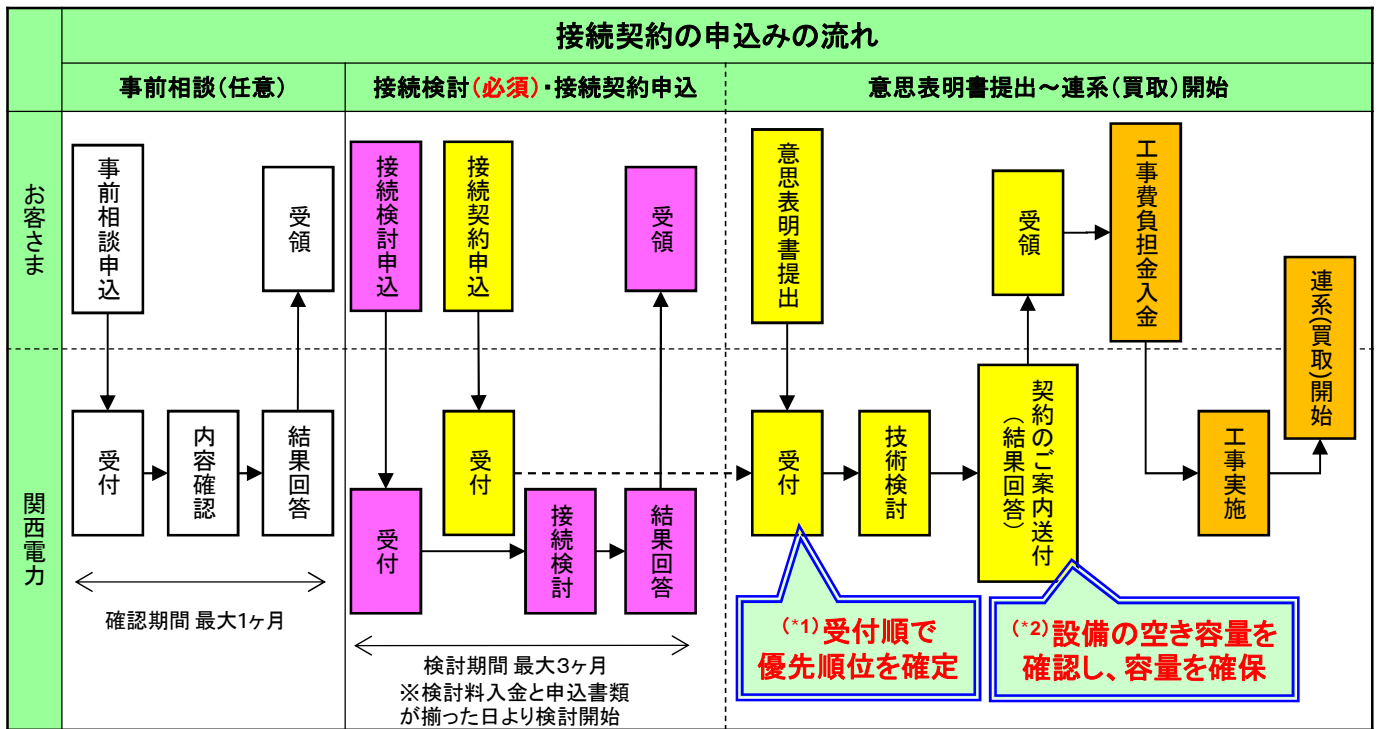 接続契約の申込みの流れ
事前相談(任意)
接続検討(必須)・接続契約申込
意思表明書提出～連系(買取)開始
お客さま
事前相談申込
受領
接続検討申込
接続契約申込
受領
意思表明書提出
受領
工事費負担金入金
連系(買取)開始
関西電力
受付
内容確認
結果回答
受付
受付
接続検討
結果回答
受付
技術検討
契約のご案内送付
(結果回答)
工事実施
確認期間 最大1ヶ月
検討期間 最大3ヶ月
※検討料入金と申込書類
が揃った日より検討開始
(*1)受付順で
優先順位を確定
(*2)設備の空き容量を
確認し、容量を確保